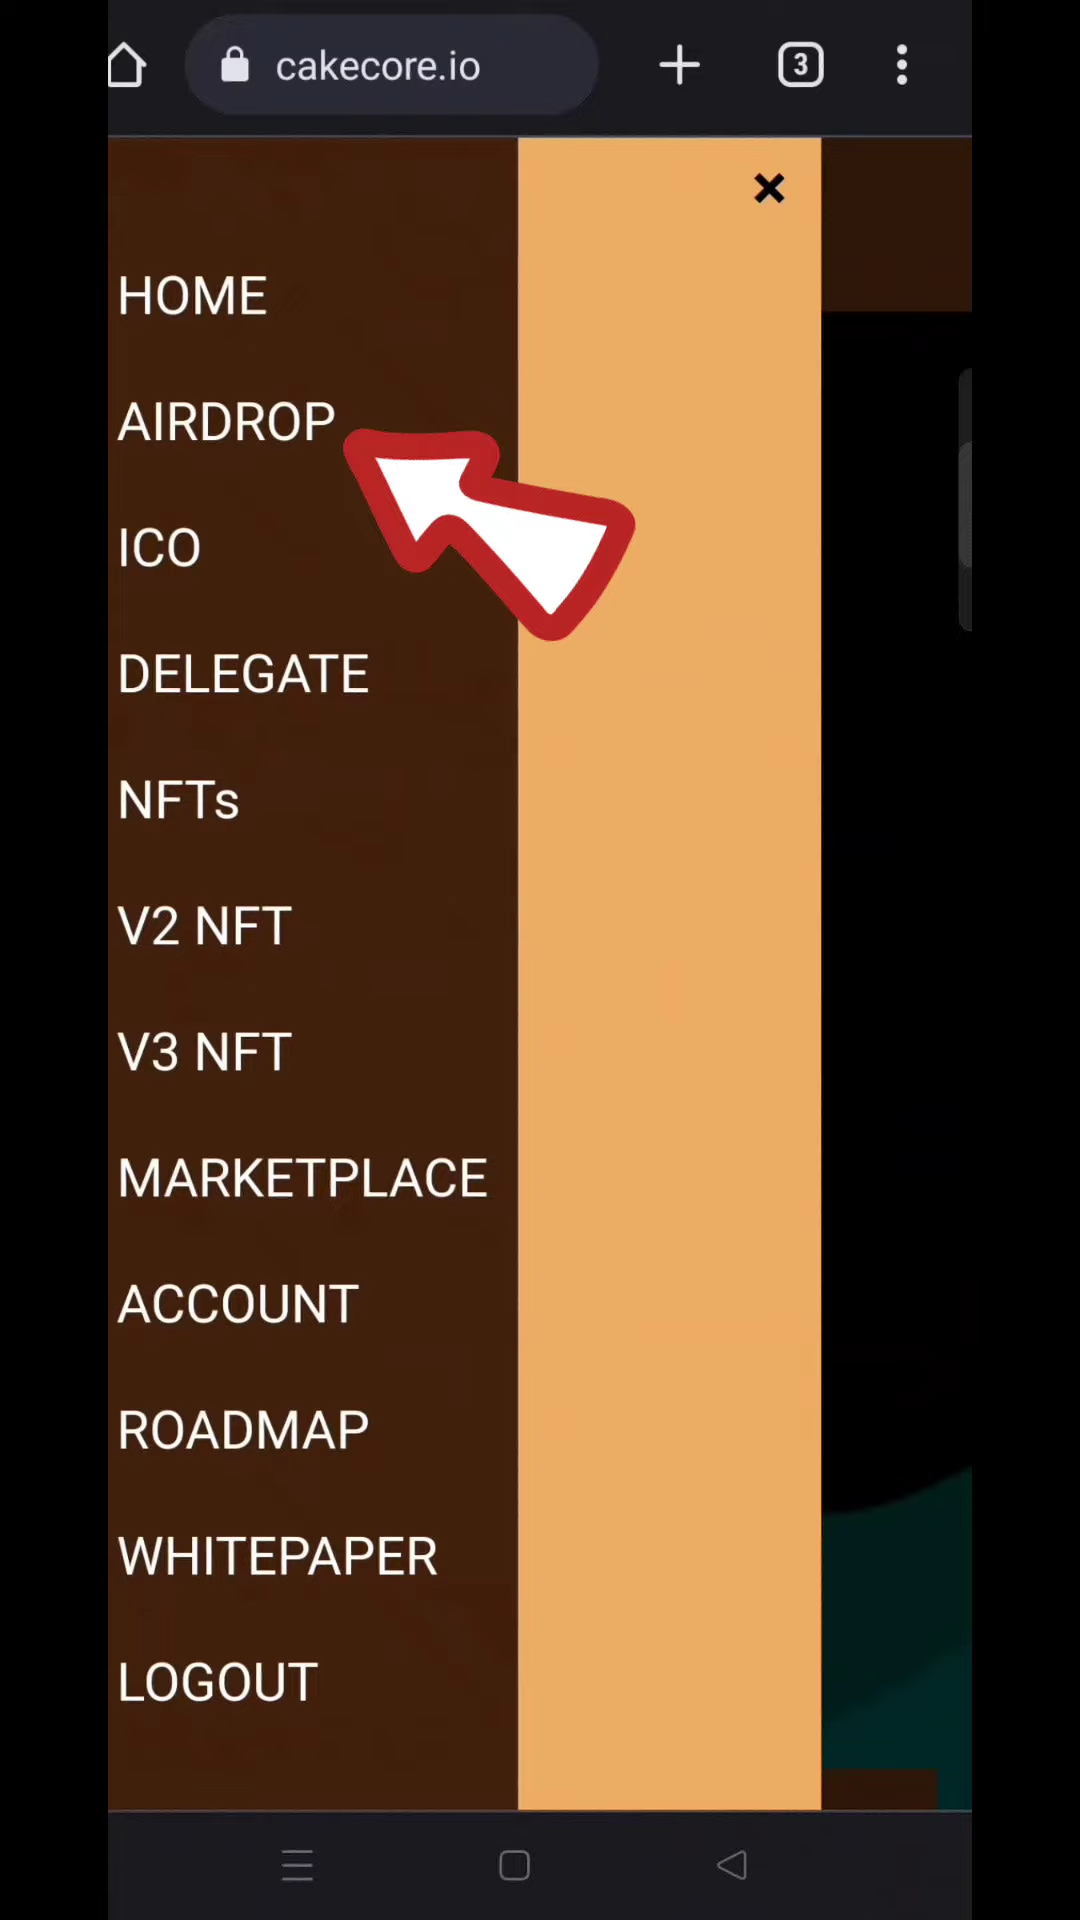 cakecore.io
3
HOME
AIRDROP
ICO
DELEGATE
NFTs
V2 NFT
V3 NFT
MARKETPLACE
ACCOUNT
ROADMAP
WHITEPAPER
LOGOUT